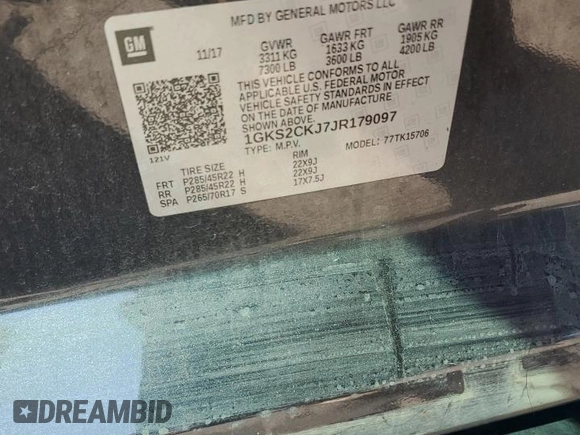 MFD BY GENERAL MOTORS LLC
GM
11/17 GVWR GAWR FRT GAWR RR
3311 KG 1633 KG 1905 KG
7300 LB 3600 LB 4200 LB
THIS VEHICLE CONFORMS TO ALL
APPLICABLE U.S. FEDERAL MOTOR
VEHICLE SAFETY STANDARDS IN EFFECT
ON THE DATE OF MANUFACTURE
SHOWN ABOVE.
1GKS2CKJ7JR179097
121V
TYPE: M.P.V. MODEL: 77TK15706
TIRE SIZE RIM
FRT P285/45R22 H 22X9J
RR P285/45R22 H 22X9J
SPA P265/70R17 S 17X7.5J
DREAMBID